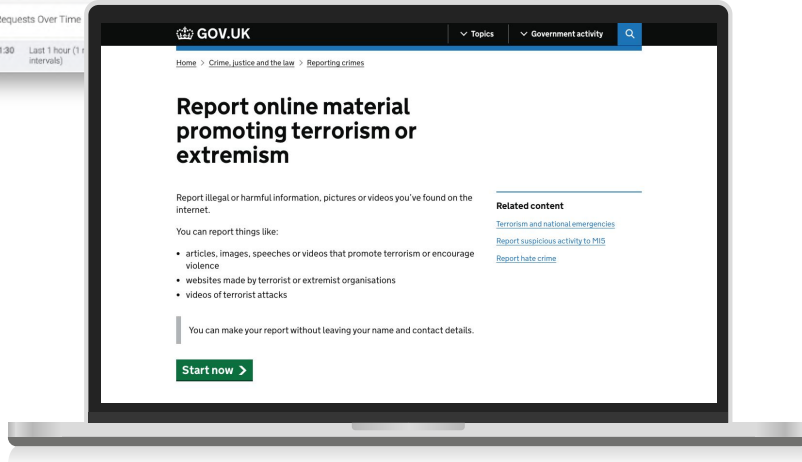 Requests Over Time
1:30 Last 1 hour (1
intervals)
GOV.UK
Topics
Government activity
Home > Crime, justice and the law > Reporting crimes
Report online material
promoting terrorism or
extremism
Report illegal or harmful information, pictures or videos you've found on the
internet.
You can report things like:
• articles, images, speeches or videos that promote terrorism or encourage
violence
• websites made by terrorist or extremist organisations
• videos of terrorist attacks
You can make your report without leaving your name and contact details.
Start now
Related content
Terrorism and national emergencies
Report suspicious activity to MI5
Report hate crime